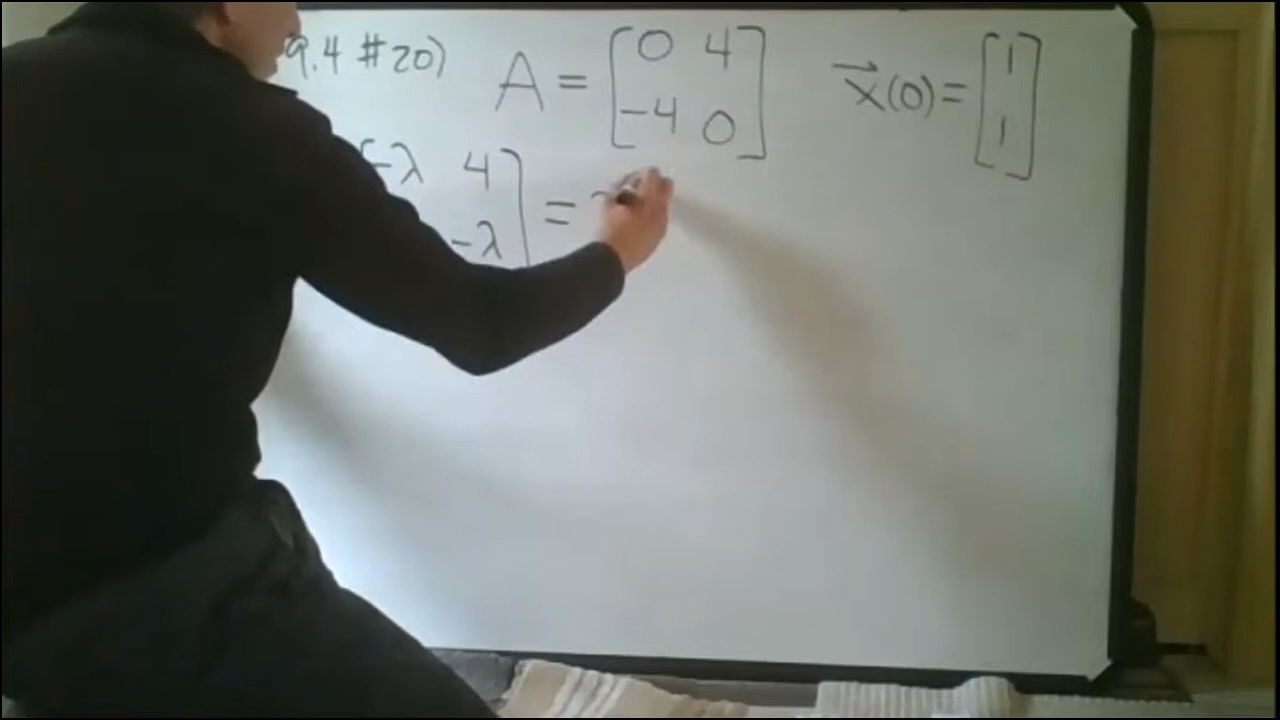 9.4 #20) A = [0 4 -4 0] x⃗(0) = [1 1]
-λ 4
-λ ] =